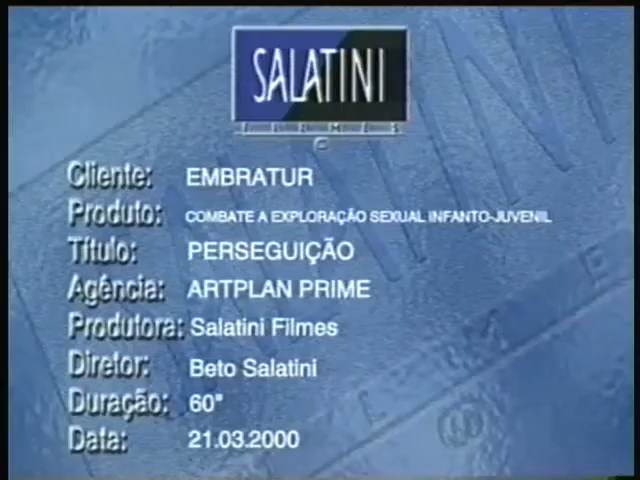 SALATINI
FILMES
Cliente: EMBRATUR
Produto: COMBATE A EXPLORAÇÃO SEXUAL INFANTO-JUVENIL
Título: PERSEGUIÇÃO
Agência: ARTPLAN PRIME
Produtora: Salatini Filmes
Diretor: Beto Salatini
Duração: 60"
Data: 21.03.2000